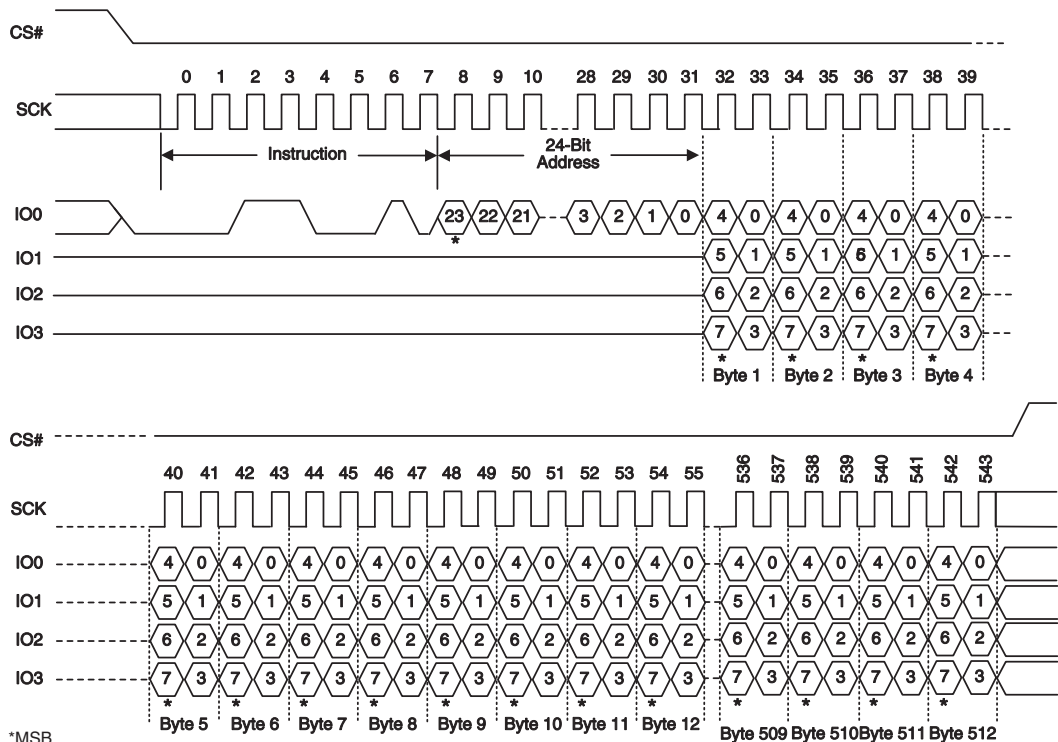 CS#
0 1 2 3 4 5 6 7 8 9 10 28 29 30 31 32 33 34 35 36 37 38 39
SCK
Instruction 24-Bit Address
IO0 23 22 21 3 2 1 0 4 0 4 0 4 0 4 0
*
IO1 5 1 5 1 6 1 5 1
IO2 6 2 6 2 6 2 6 2
IO3 7 3 7 3 7 3 7 3
* * * *
Byte 1 Byte 2 Byte 3 Byte 4
CS#
40 41 42 43 44 45 46 47 48 49 50 51 52 53 54 55 536 537 538 539 540 541 542 543
SCK
IO0 4 0 4 0 4 0 4 0 4 0 4 0 4 0 4 0 4 0 4 0 4 0 4 0
IO1 5 1 5 1 5 1 5 1 5 1 5 1 5 1 5 1 5 1 5 1 5 1 5 1
IO2 6 2 6 2 6 2 6 2 6 2 6 2 6 2 6 2 6 2 6 2 6 2 6 2
IO3 7 3 7 3 7 3 7 3 7 3 7 3 7 3 7 3 7 3 7 3 7 3 7 3
* * * * * * * * * * * *
Byte 5 Byte 6 Byte 7 Byte 8 Byte 9 Byte 10 Byte 11 Byte 12 Byte 509 Byte 510 Byte 511 Byte 512
*MSB